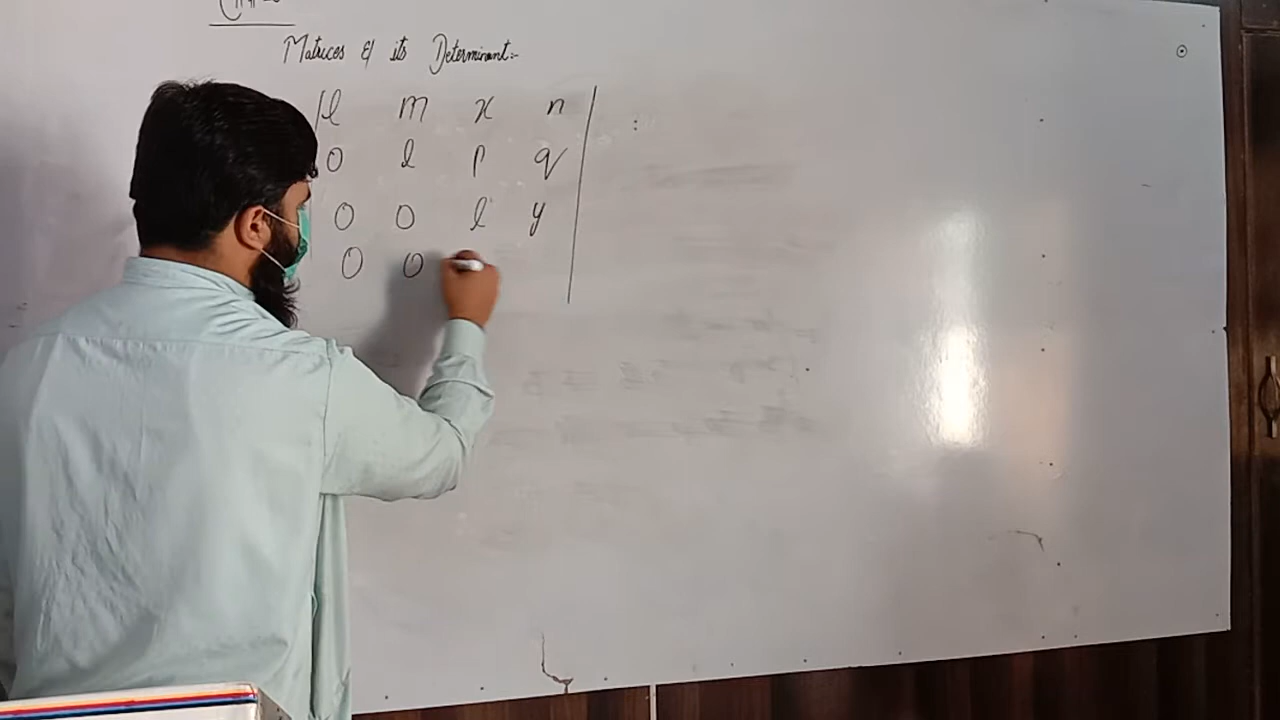 Matrices & its Determinant:-
| l m x n | :
0 l p q
0 0 l y
0 0